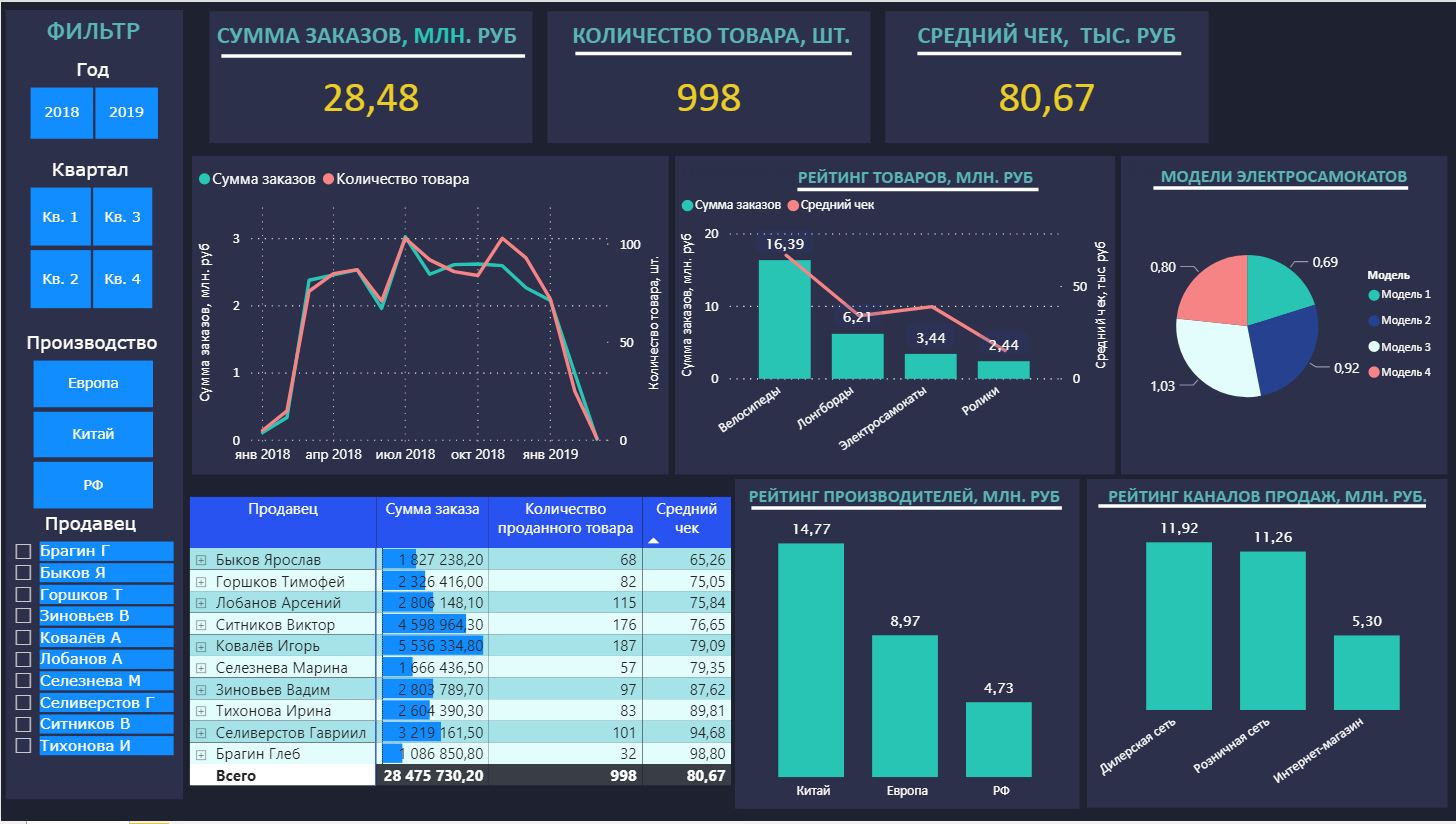 ФИЛЬТР
Год
2018 2019
Квартал
Кв. 1 Кв. 3
Кв. 2 Кв. 4
Производство
Европа
Китай
РФ
Продавец
Брагин Г
Быков Я
Горшков Т
Зиновьев В
Ковалёв А
Лобанов А
Селезнева М
Селиверстов Г
Ситников В
Тихонова И
СУММА ЗАКАЗОВ, МЛН. РУБ
28,48
КОЛИЧЕСТВО ТОВАРА, ШТ.
998
СРЕДНИЙ ЧЕК, ТЫС. РУБ
80,67
Сумма заказов Количество товара
Сумма заказов, млн. руб
3
2
1
0
Количество товара, шт.
100
50
0
янв 2018 апр 2018 июл 2018 окт 2018 янв 2019
РЕЙТИНГ ТОВАРОВ, МЛН. РУБ
Сумма заказов Средний чек
Сумма заказов, млн. руб
20
10
0
16,39
6,21
3,44
2,44
Средний чек, тыс. руб
50
0
Велосипеды
Лонгборды
Электросамокаты
Ролики
МОДЕЛИ ЭЛЕКТРОСАМОКАТОВ
0,80
0,69
1,03
0,92
Модель
Модель 1
Модель 2
Модель 3
Модель 4
Продавец Сумма заказа Количество проданного товара Средний чек
Быков Ярослав 1 827 238,20 68 65,26
Горшков Тимофей 2 326 416,00 82 75,05
Лобанов Арсений 2 806 148,10 115 75,84
Ситников Виктор 4 598 964,30 176 76,65
Ковалёв Игорь 5 536 334,80 187 79,09
Селезнева Марина 1 666 436,50 57 79,35
Зиновьев Вадим 2 803 789,70 97 87,62
Тихонова Ирина 2 604 390,30 83 89,81
Селиверстов Гавриил 3 219 161,50 101 94,68
Брагин Глеб 1 086 850,80 32 98,80
Всего 28 475 730,20 998 80,67
РЕЙТИНГ ПРОИЗВОДИТЕЛЕЙ, МЛН. РУБ
14,77
8,97
4,73
Китай Европа РФ
РЕЙТИНГ КАНАЛОВ ПРОДАЖ, МЛН. РУБ.
11,92
11,26
5,30
Дилерская сеть
Розничная сеть
Интернет-магазин